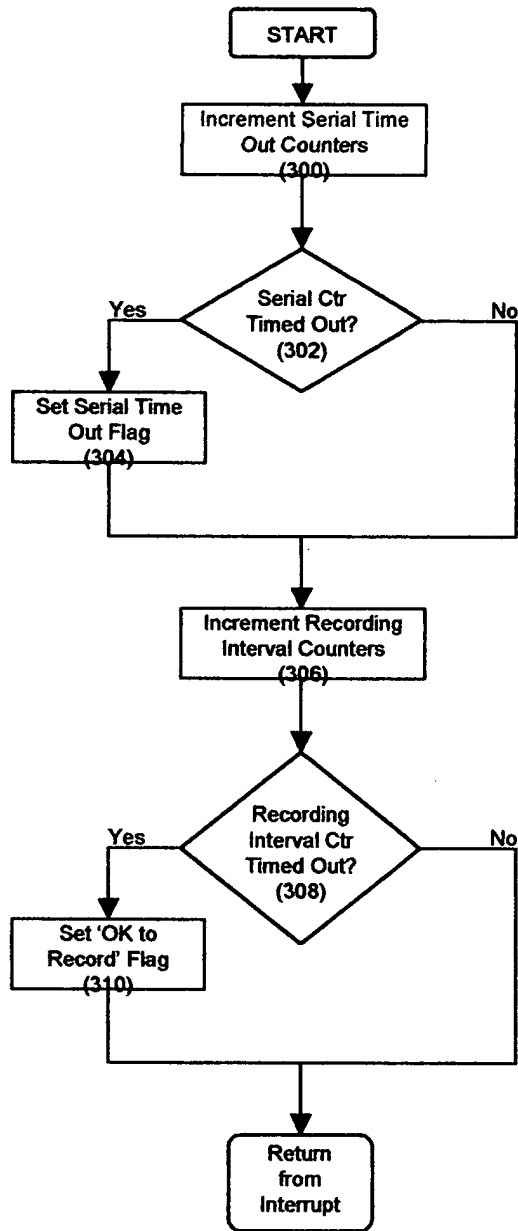 START
Increment Serial Time
Out Counters
(300)
Serial Ctr
Timed Out?
(302)
Yes
No
Set Serial Time
Out Flag
(304)
Increment Recording
Interval Counters
(306)
Recording
Interval Ctr
Timed Out?
(308)
Yes
No
Set ‘OK to
Record’ Flag
(310)
Return
from
Interrupt